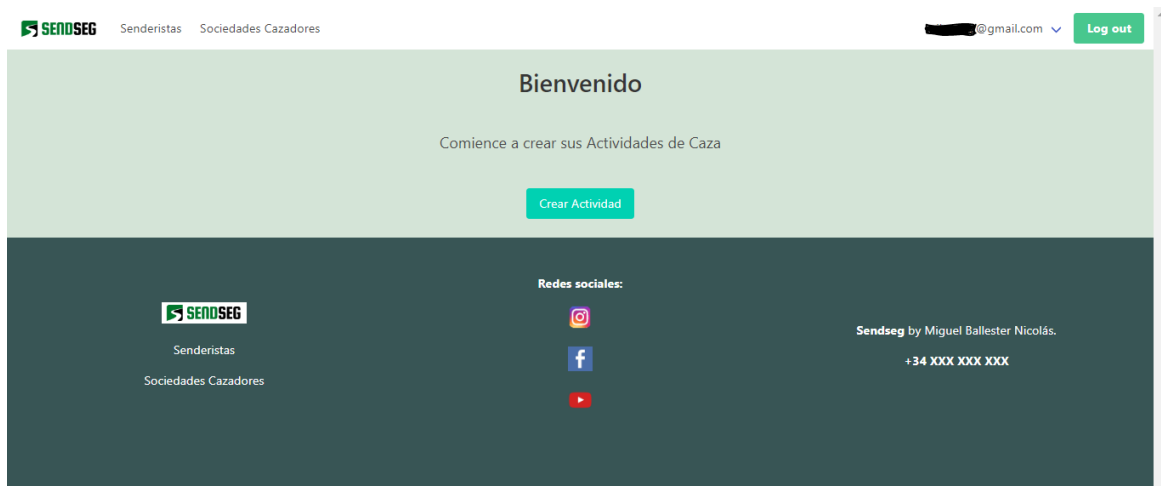 SENDSEG Senderistas Sociedades Cazadores @gmail.com Log out
Bienvenido
Comience a crear sus Actividades de Caza
Crear Actividad
SENDSEG
Senderistas
Sociedades Cazadores
Redes sociales:
Sendseg by Miguel Ballester Nicolás.
+34 XXX XXX XXX